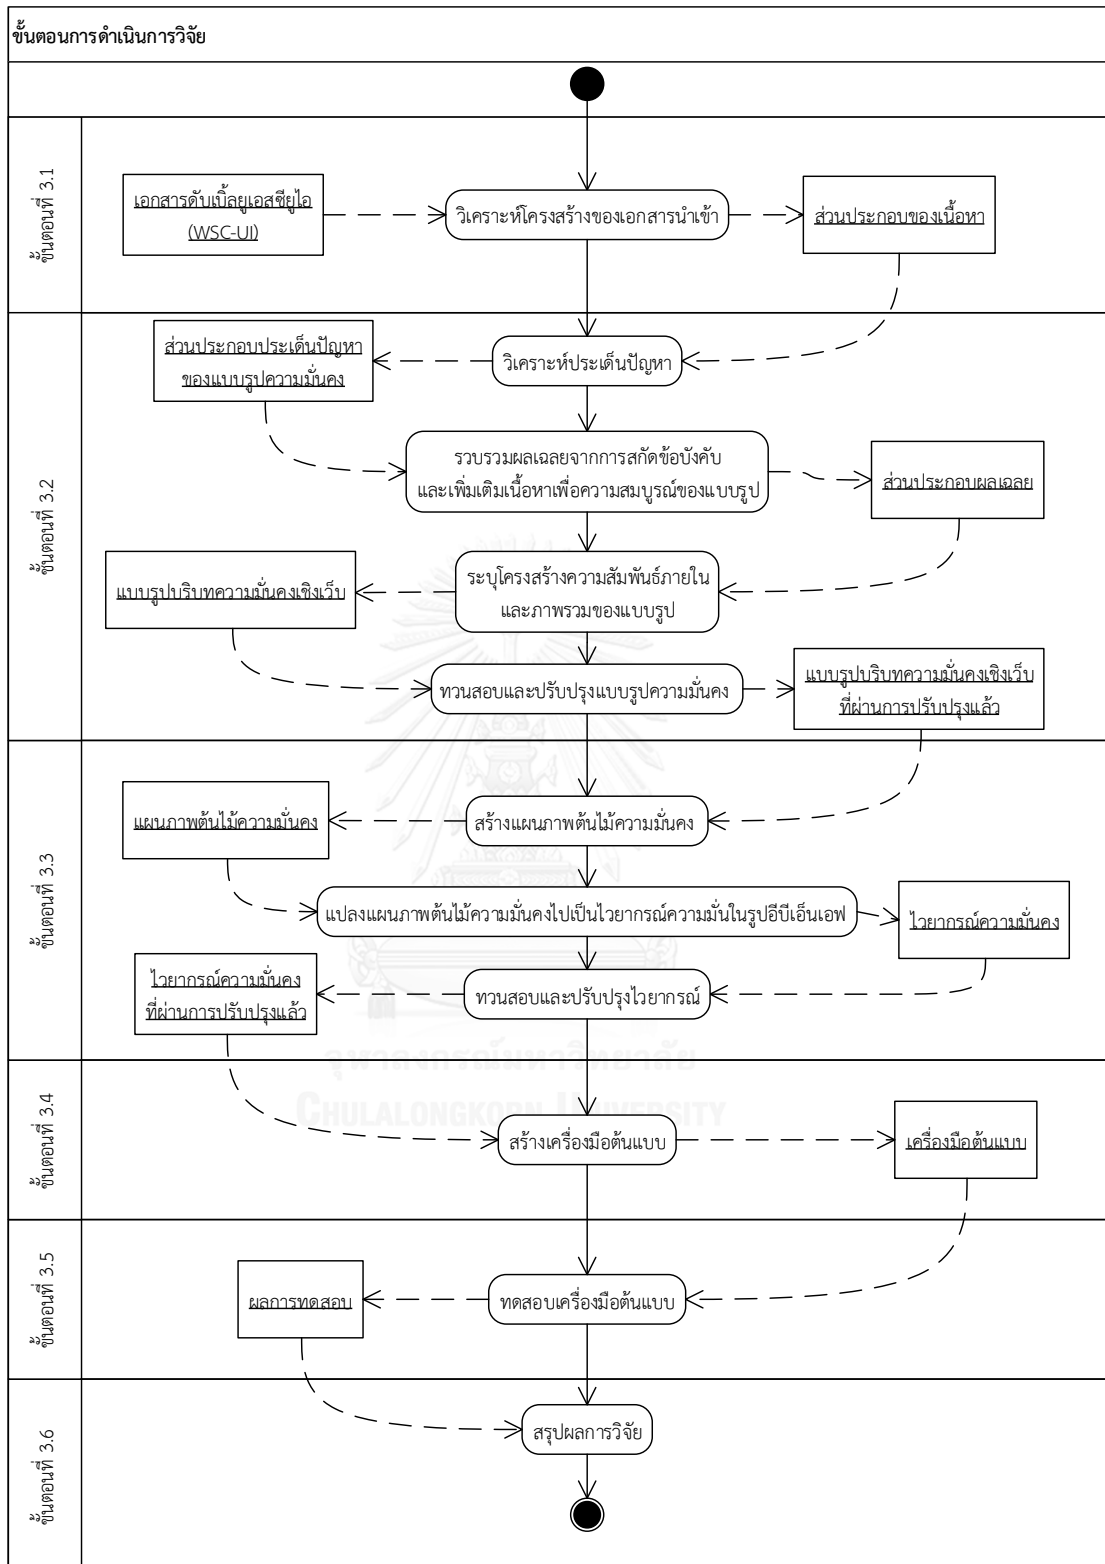 ขั้นตอนการดำเนินการวิจัย
ขั้นตอนที่ 3.1
เอกสารดับเบิ้ลยูเอสซียูไอ
(WSC-UI)
วิเคราะห์โครงสร้างของเอกสารนำเข้า
ส่วนประกอบของเนื้อหา
ขั้นตอนที่ 3.2
ส่วนประกอบประเด็นปัญหา
ของแบบรูปความมั่นคง
วิเคราะห์ประเด็นปัญหา
รวบรวมผลเฉลยจากการสกัดข้อบังคับ
และเพิ่มเติมเนื้อหาเพื่อความสมบูรณ์ของแบบรูป
ส่วนประกอบผลเฉลย
แบบรูปบริบทความมั่นคงเชิงเว็บ
ระบุโครงสร้างความสัมพันธ์ภายใน
และภาพรวมของแบบรูป
ทวนสอบและปรับปรุงแบบรูปความมั่นคง
แบบรูปบริบทความมั่นคงเชิงเว็บ
ที่ผ่านการปรับปรุงแล้ว
ขั้นตอนที่ 3.3
แผนภาพต้นไม้ความมั่นคง
สร้างแผนภาพต้นไม้ความมั่นคง
แปลงแผนภาพต้นไม้ความมั่นคงไปเป็นไวยากรณ์ความมั่นในรูปอีบีเอ็นเอฟ
ไวยากรณ์ความมั่นคง
ไวยากรณ์ความมั่นคง
ที่ผ่านการปรับปรุงแล้ว
ทวนสอบและปรับปรุงไวยากรณ์
จุฬาลงกรณ์มหาวิทยาลัย
CHULALONGKORN UNIVERSITY
ขั้นตอนที่ 3.4
สร้างเครื่องมือต้นแบบ
เครื่องมือต้นแบบ
ขั้นตอนที่ 3.5
ผลการทดสอบ
ทดสอบเครื่องมือต้นแบบ
ขั้นตอนที่ 3.6
สรุปผลการวิจัย